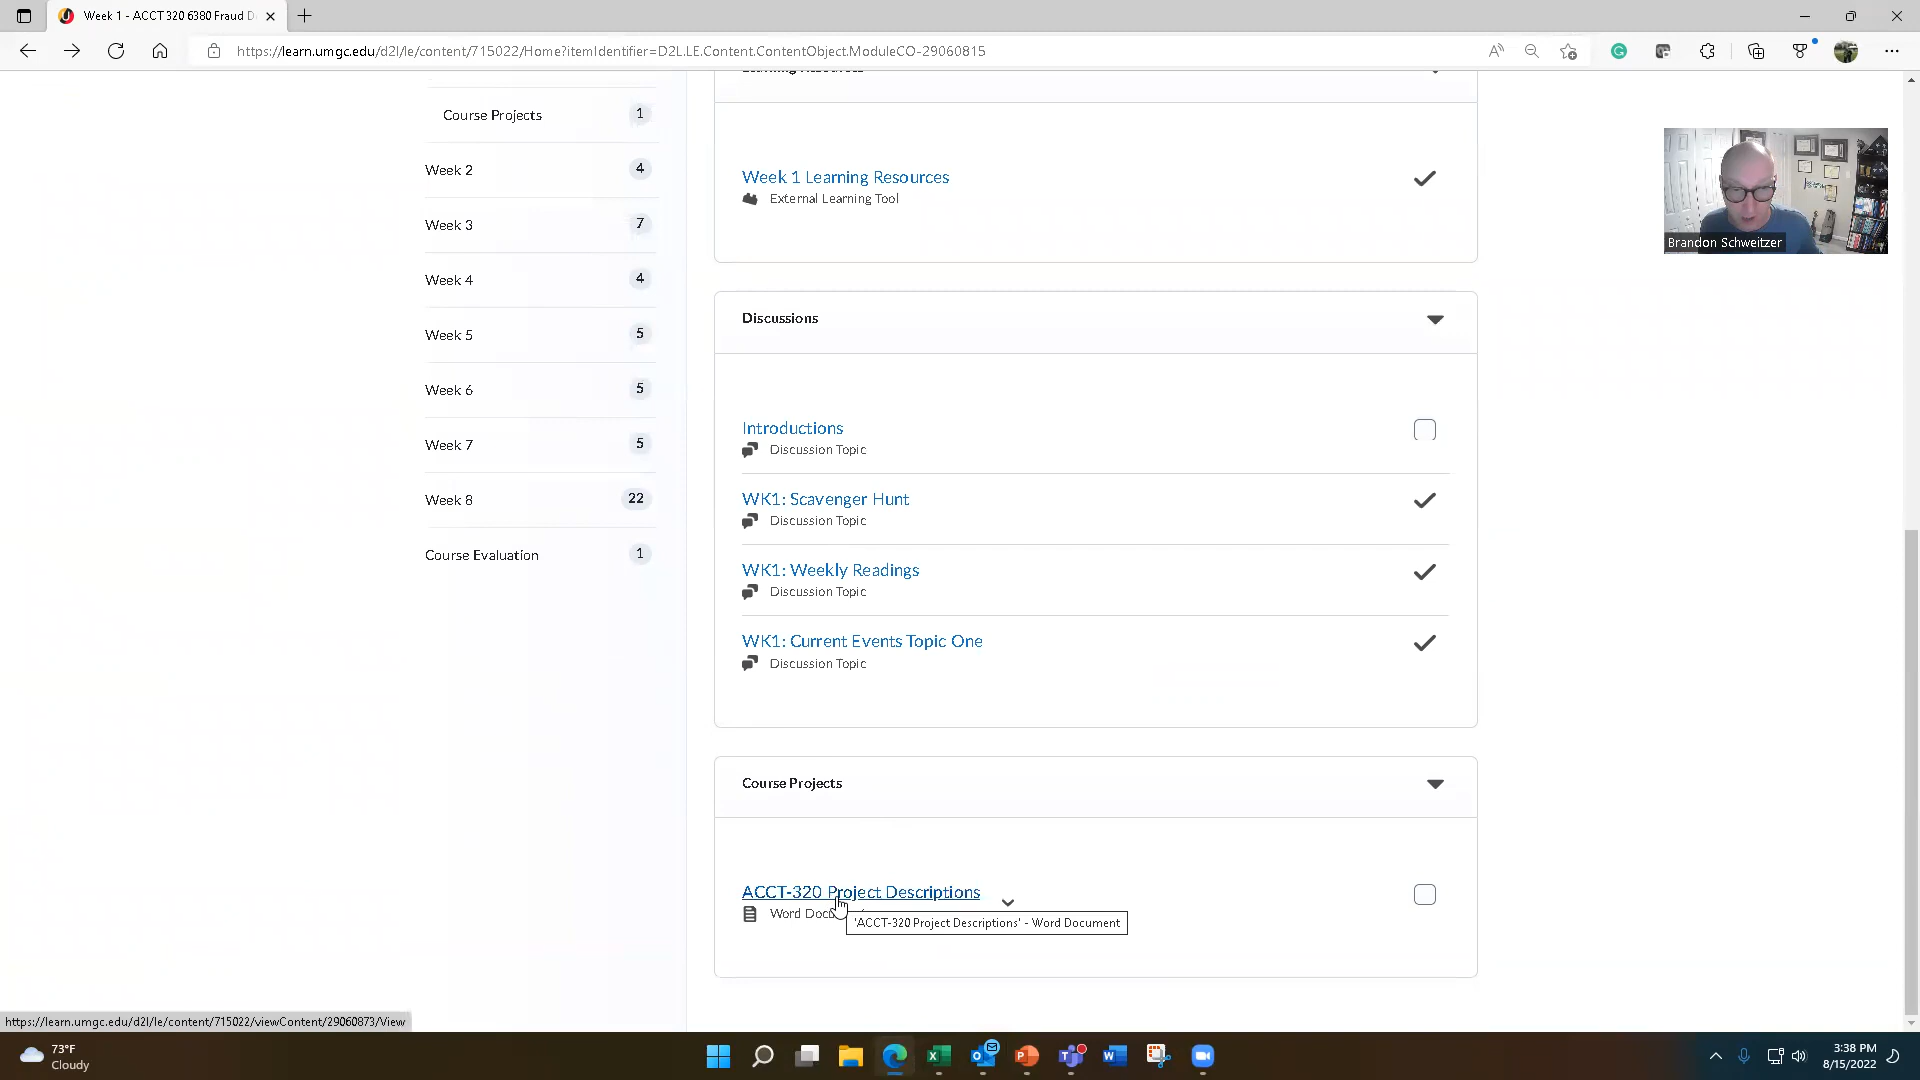 Week 1 - ACCT 320 6380 Fraud D
https://learn.umgc.edu/d2l/le/content/715022/Home?itemIdentifier=D2L.LE.Content.ContentObject.ModuleCO-29060815
Learning Resources
Course Projects 1
Week 2 4
Week 3 7
Week 4 4
Week 5 5
Week 6 5
Week 7 5
Week 8 22
Course Evaluation 1
Week 1 Learning Resources
External Learning Tool
Discussions
Introductions
Discussion Topic
WK1: Scavenger Hunt
Discussion Topic
WK1: Weekly Readings
Discussion Topic
WK1: Current Events Topic One
Discussion Topic
Course Projects
ACCT-320 Project Descriptions
Word
'ACCT-320 Project Descriptions' - Word Document
Brandon Schweitzer
https://learn.umgc.edu/d2l/le/content/715022/viewContent/29060873/View
73°F
Cloudy
3:38 PM
8/15/2022